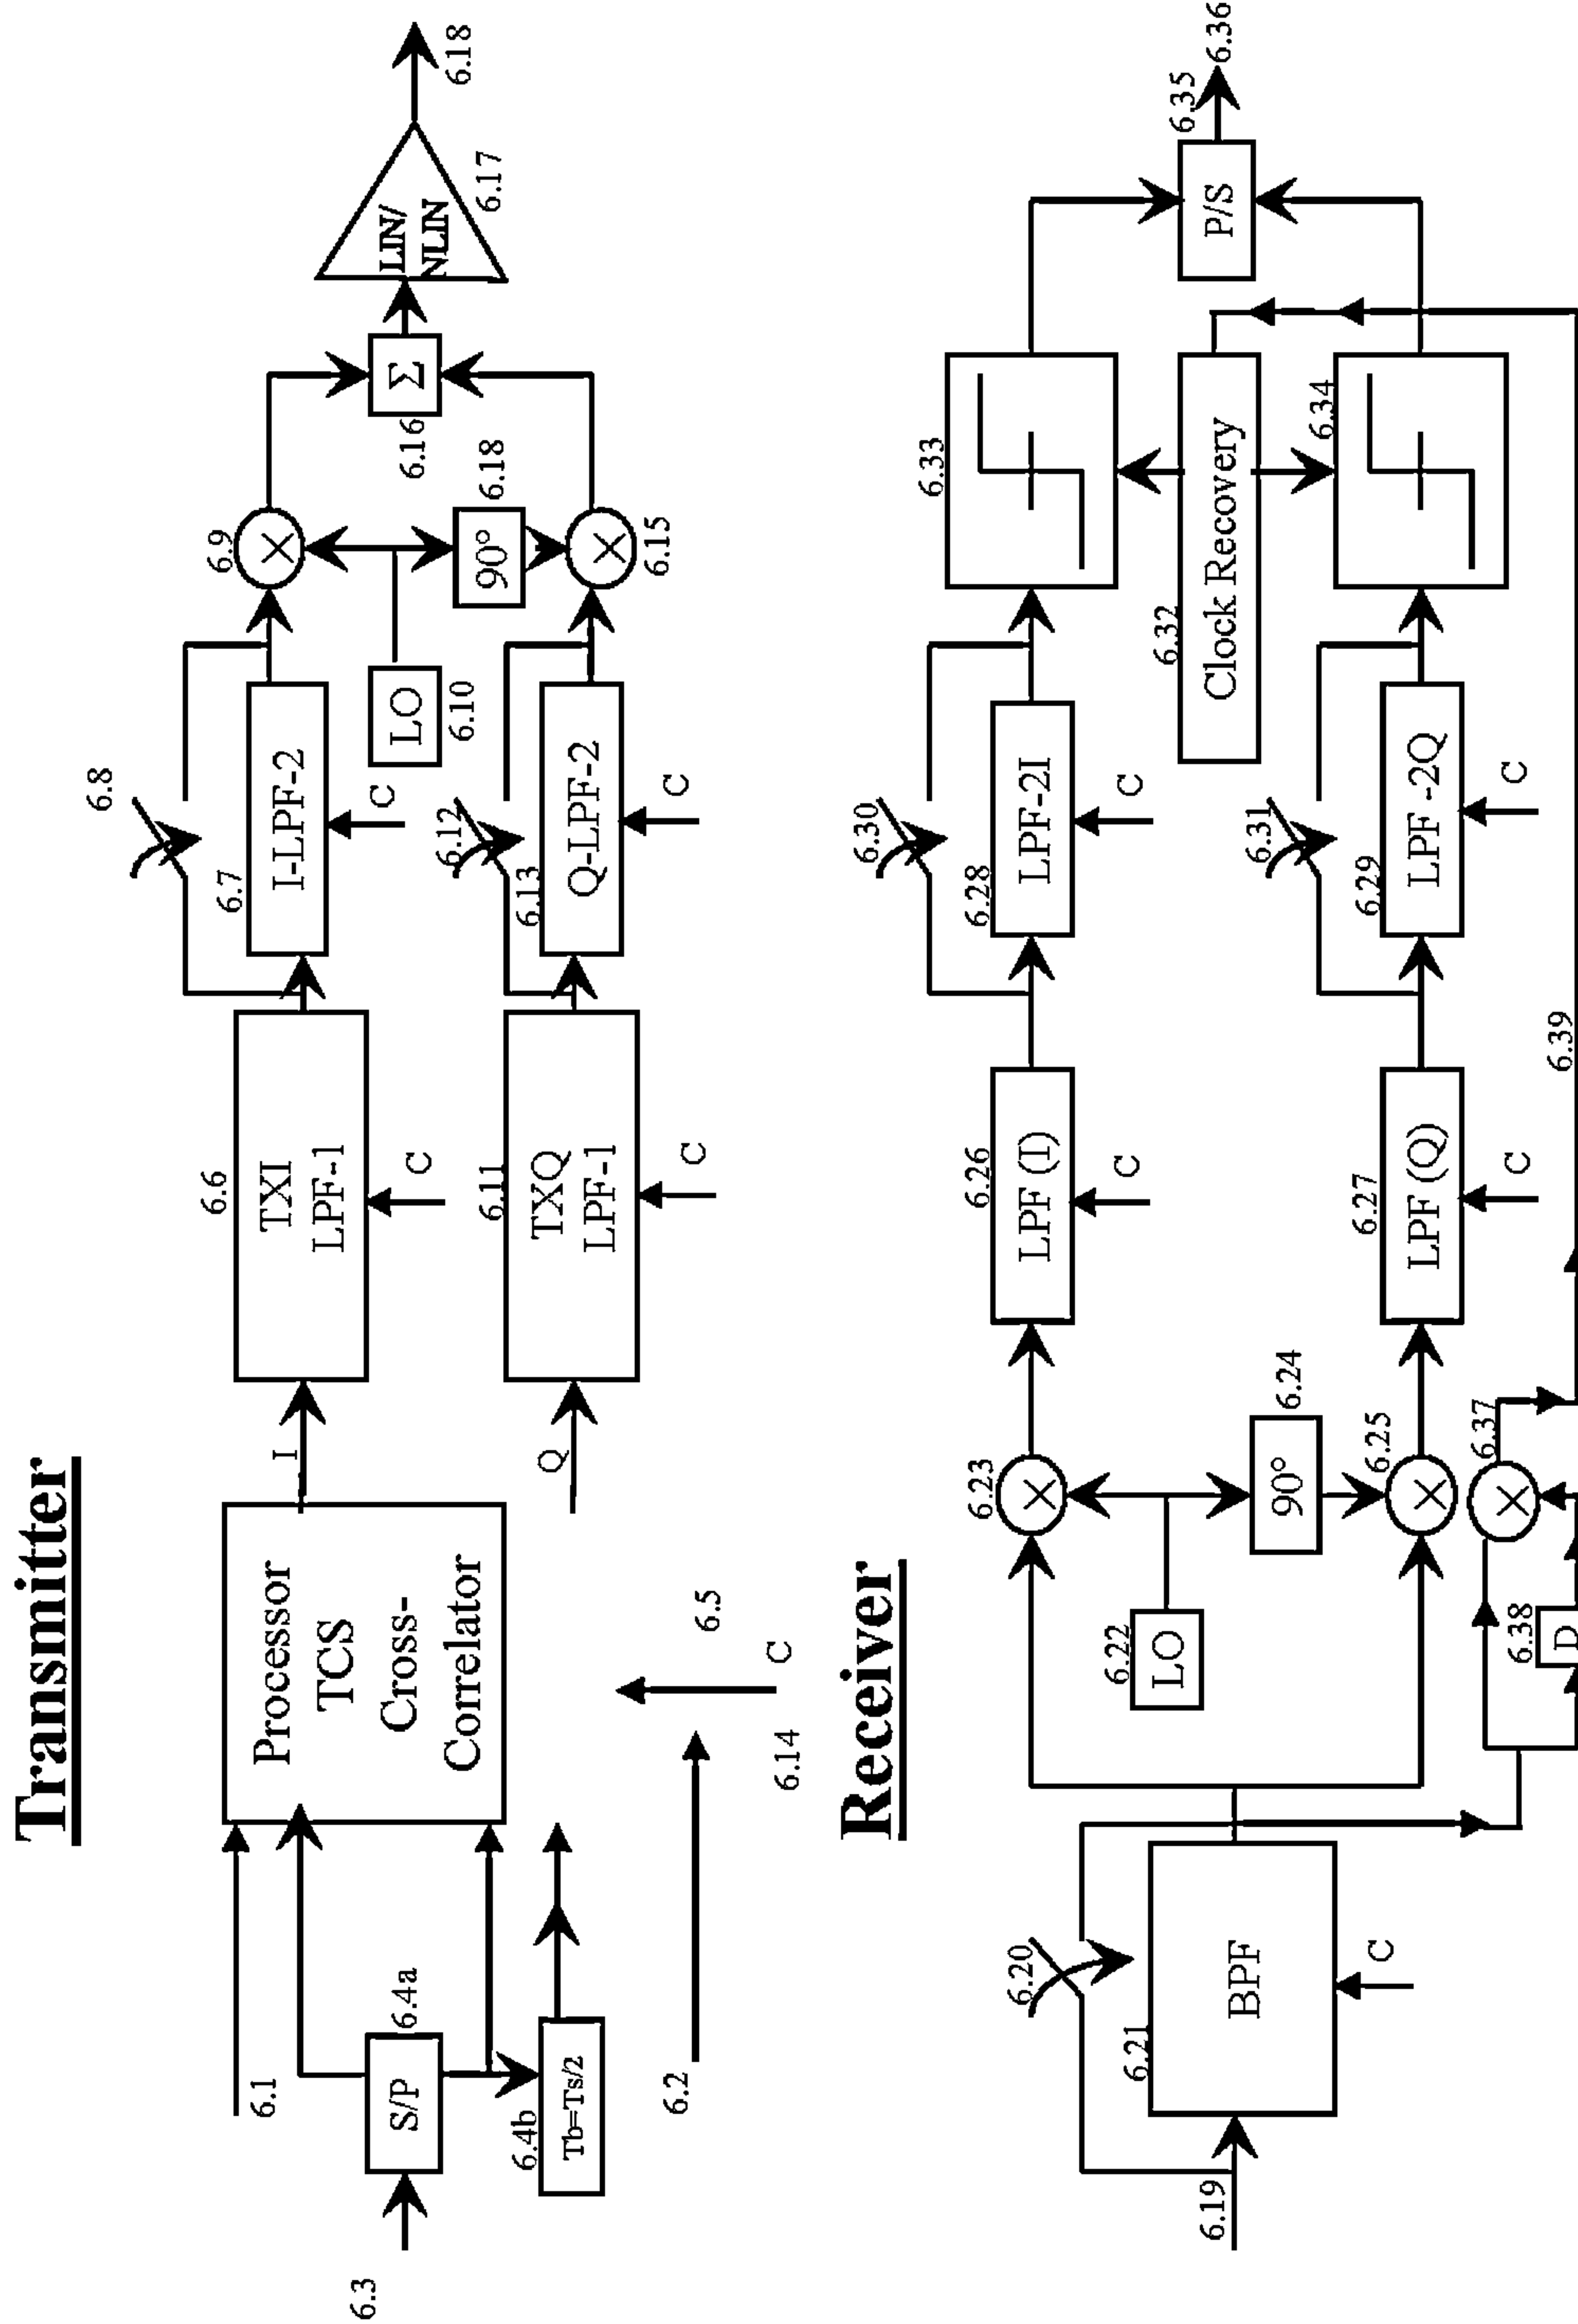 Transmitter
6.1
6.3
S/P
6.4a
6.4b
Tb=Ts/2
6.2
Processor
TCS
Cross-
Correlator
6.5
C
6.14
I
Q
6.6
TXI
LPF-1
C
6.11
TXQ
LPF-1
C
6.8
6.7
I-LPF-2
C
6.12
6.13
Q-LPF-2
C
LO
6.10
6.9
90°
6.18
6.15
Σ
6.16
LIN/
NLIN
6.17
6.18
Receiver
6.19
6.20
6.21
BPF
C
6.22
LO
6.23
90°
6.24
6.25
6.37
6.38
D
6.39
6.26
LPF (I)
C
6.27
LPF (Q)
C
6.30
6.28
LPF-2I
C
6.31
6.29
LPF -2Q
C
6.32
Clock Recovery
6.33
6.34
P/S
6.35
6.36